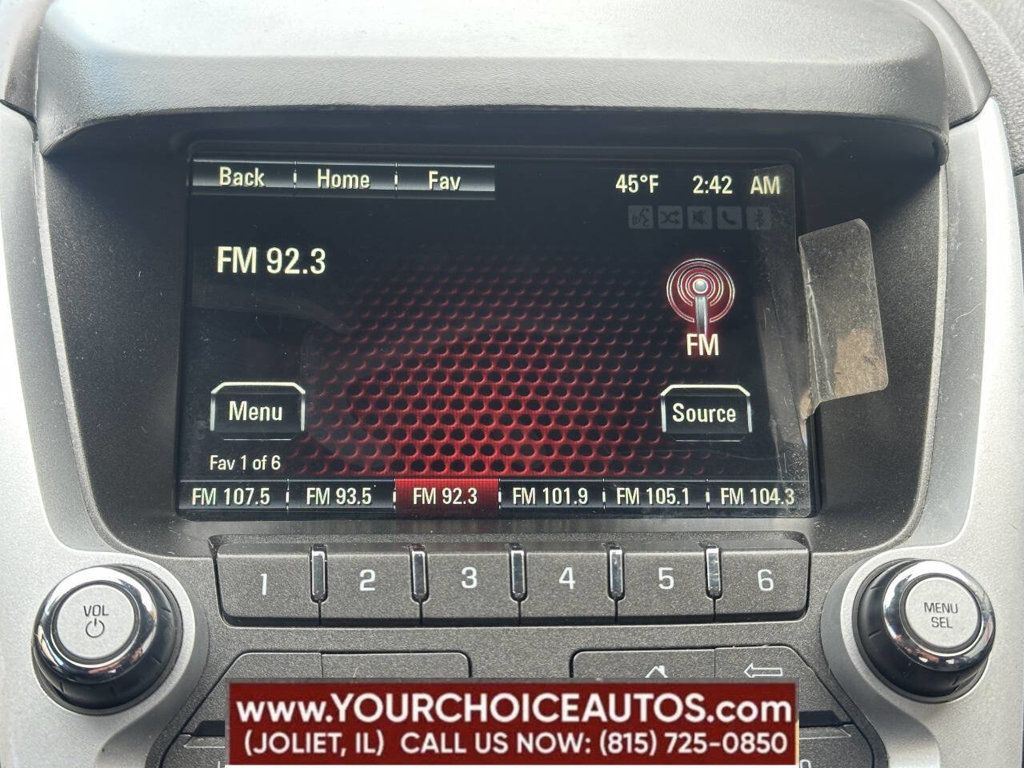 Back Home Fav 45°F 2:42 AM
FM 92.3
FM
Menu Source
Fav 1 of 6
FM 107.5 FM 93.5 FM 92.3 FM 101.9 FM 105.1 FM 104.3
1 2 3 4 5 6
VOL
MENU
SEL
www.YOURCHOICEAUTOS.com
(JOLIET, IL) CALL US NOW: (815) 725-0850